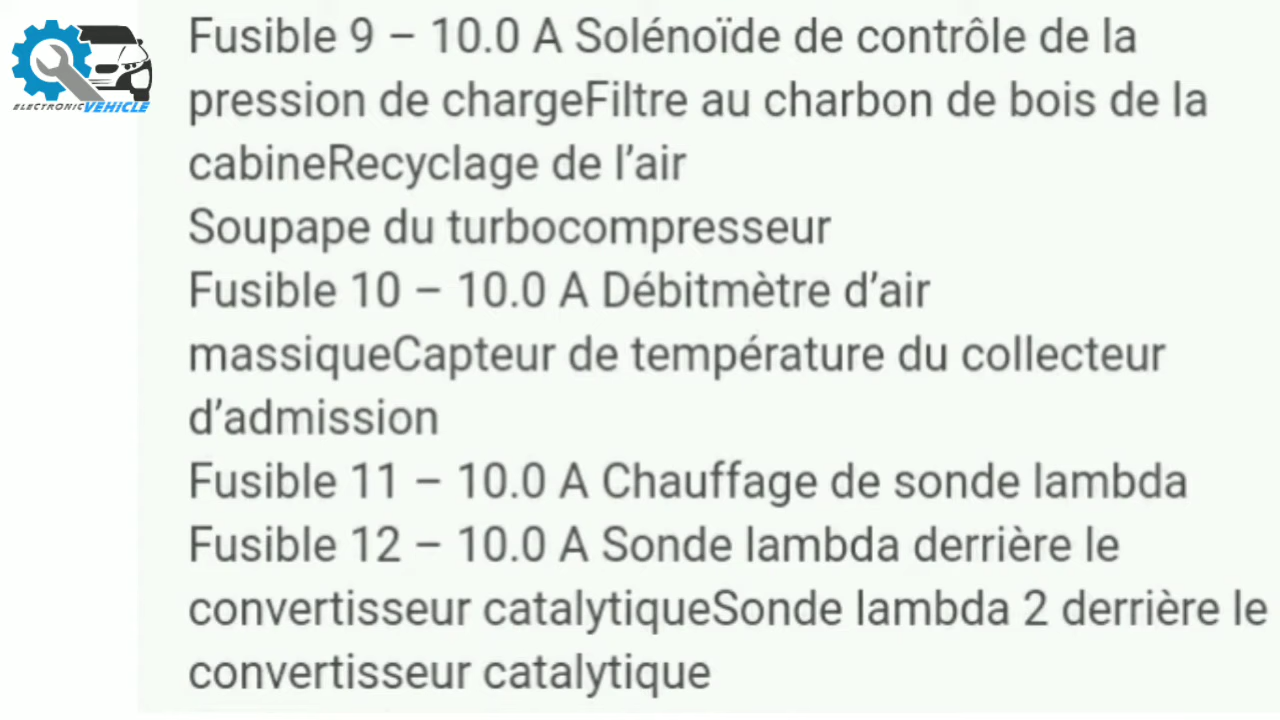 ELECTRONICVEHICLE
Fusible 9 – 10.0 A Solénoïde de contrôle de la
pression de chargeFiltre au charbon de bois de la
cabineRecyclage de l’air
Soupape du turbocompresseur
Fusible 10 – 10.0 A Débitmètre d’air
massiqueCapteur de température du collecteur
d’admission
Fusible 11 – 10.0 A Chauffage de sonde lambda
Fusible 12 – 10.0 A Sonde lambda derrière le
convertisseur catalytiqueSonde lambda 2 derrière le
convertisseur catalytique